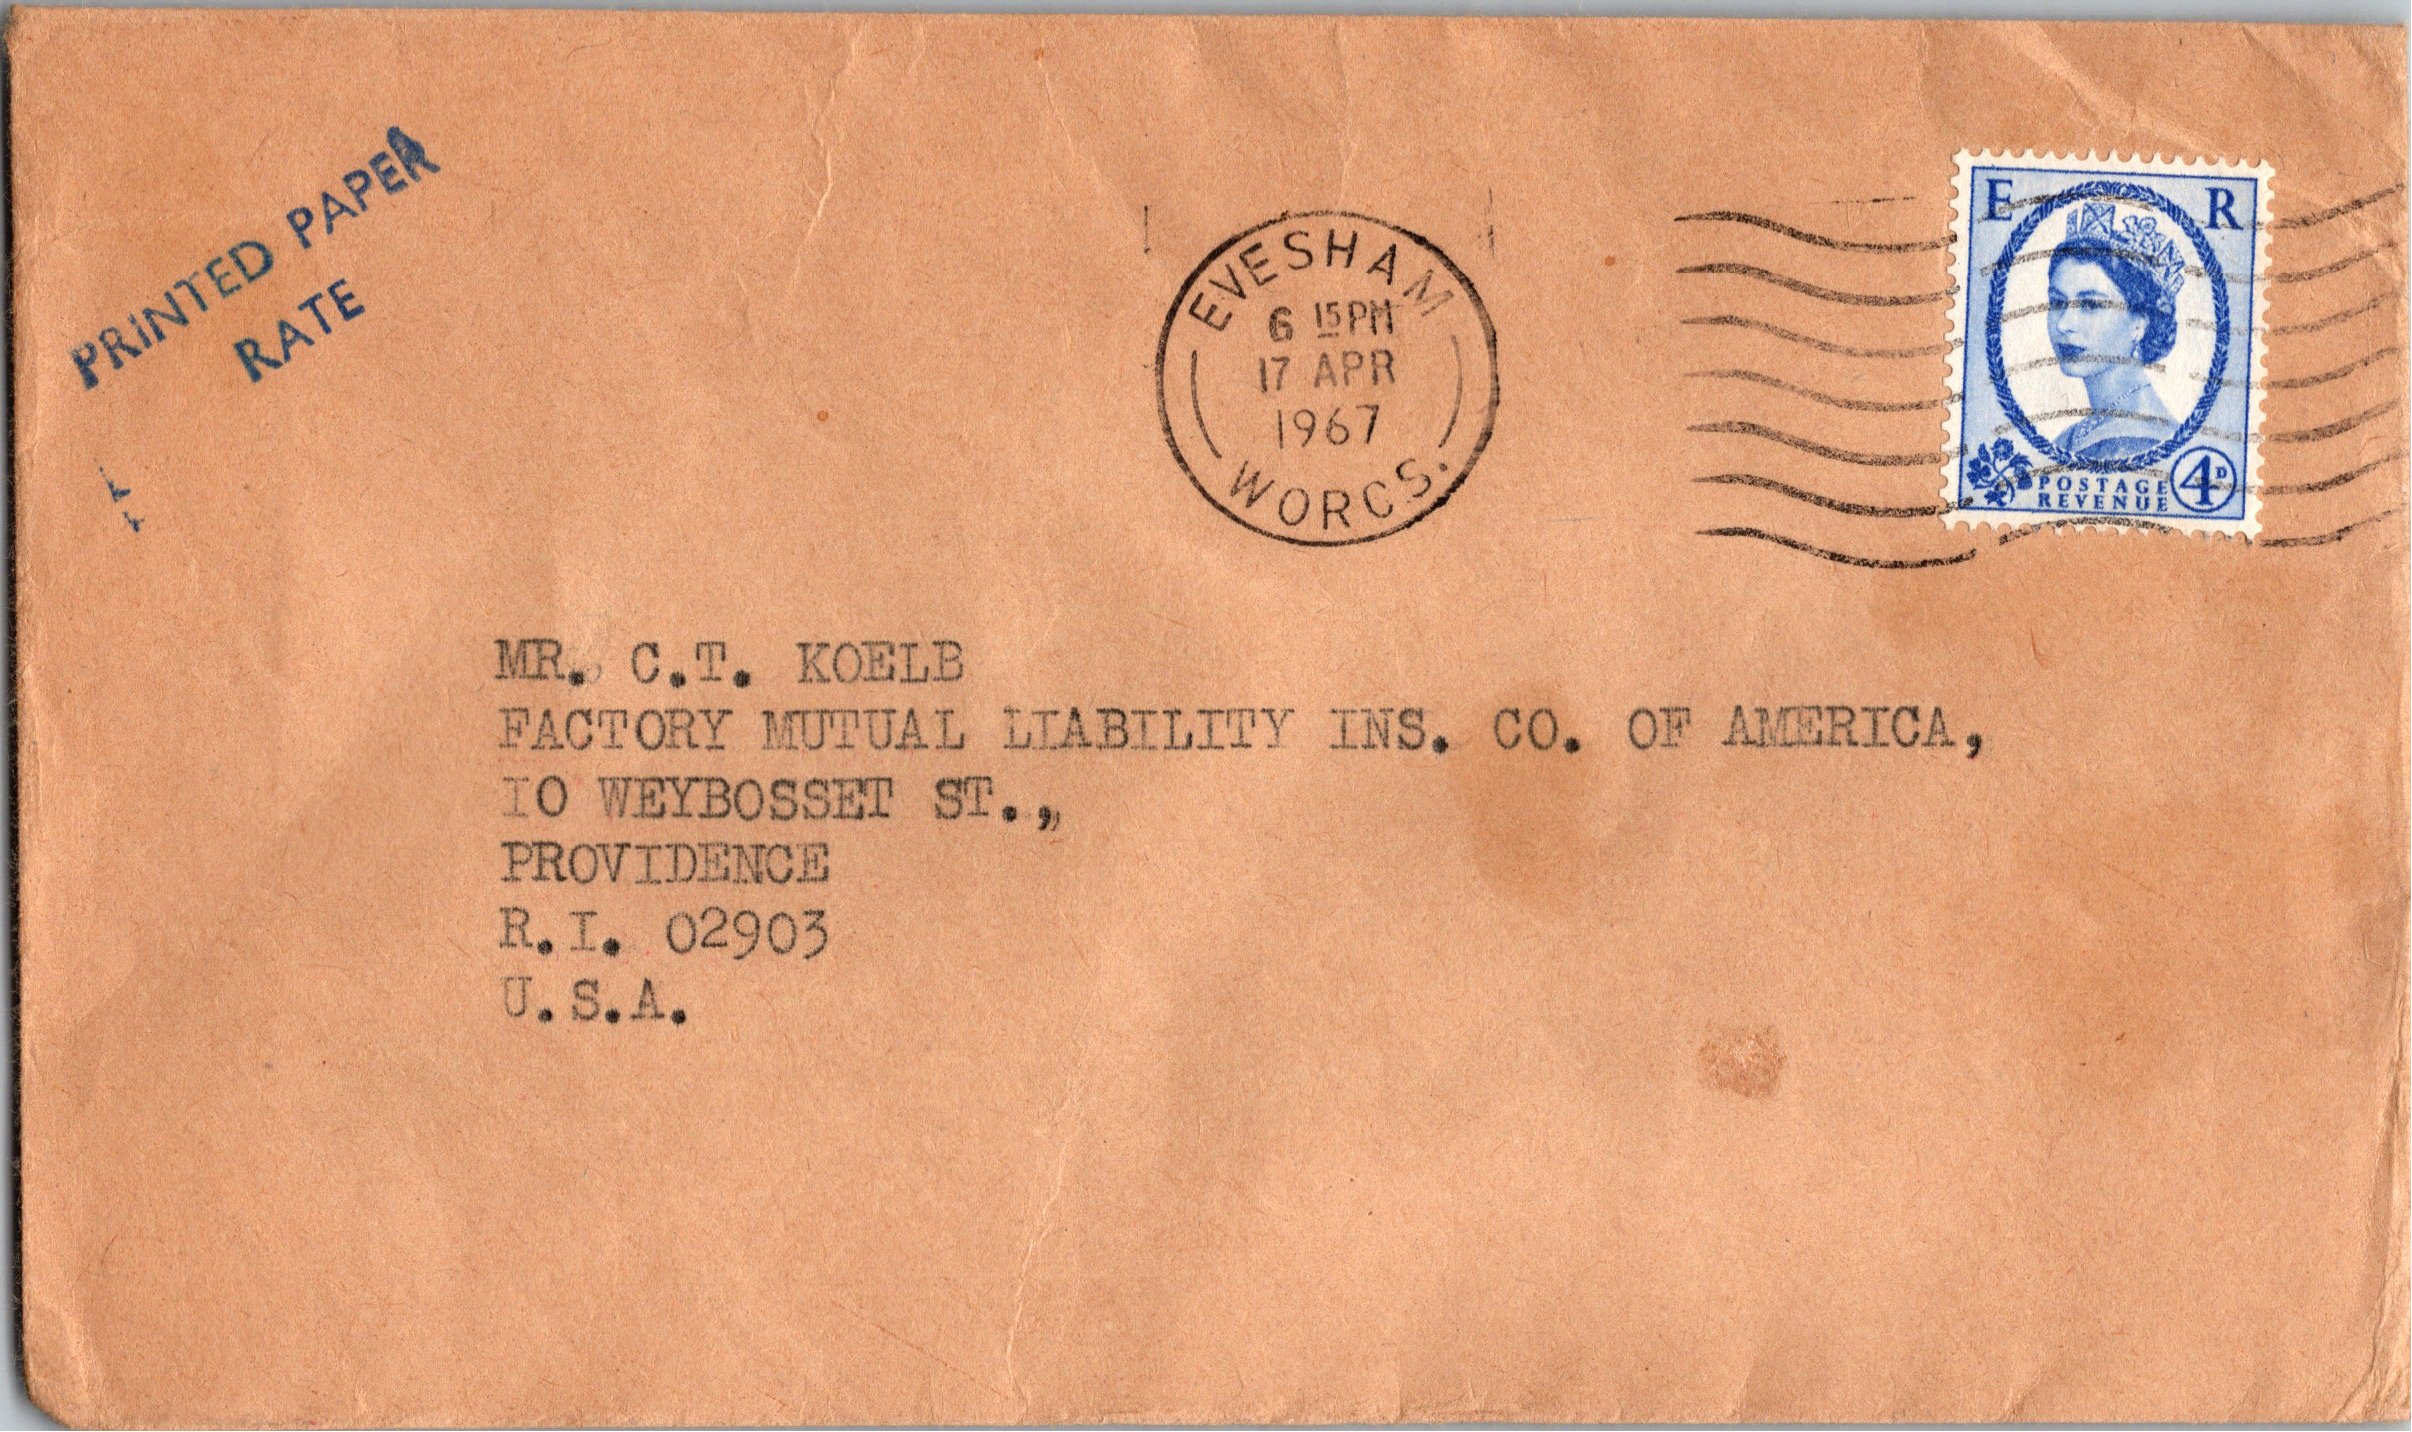 PRINTED PAPER
RATE
EVESHAM
6 15 PM
17 APR
1967
WORCS.
E R
POSTAGE
REVENUE
4D
MR. C.T. KOELB
FACTORY MUTUAL LIABILITY INS. CO. OF AMERICA,
IO WEYBOSSET ST.,
PROVIDENCE
R.I. 02903
U.S.A.